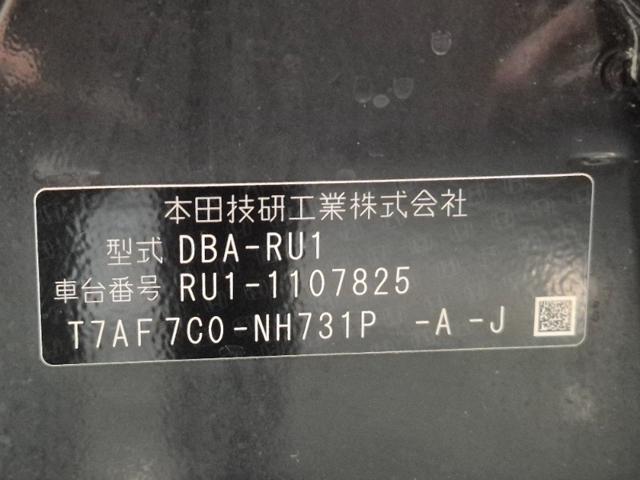 本田技研工業株式会社
型式 DBA-RU1
車台番号 RU1-1107825
T7AF7C0-NH731P -A-J